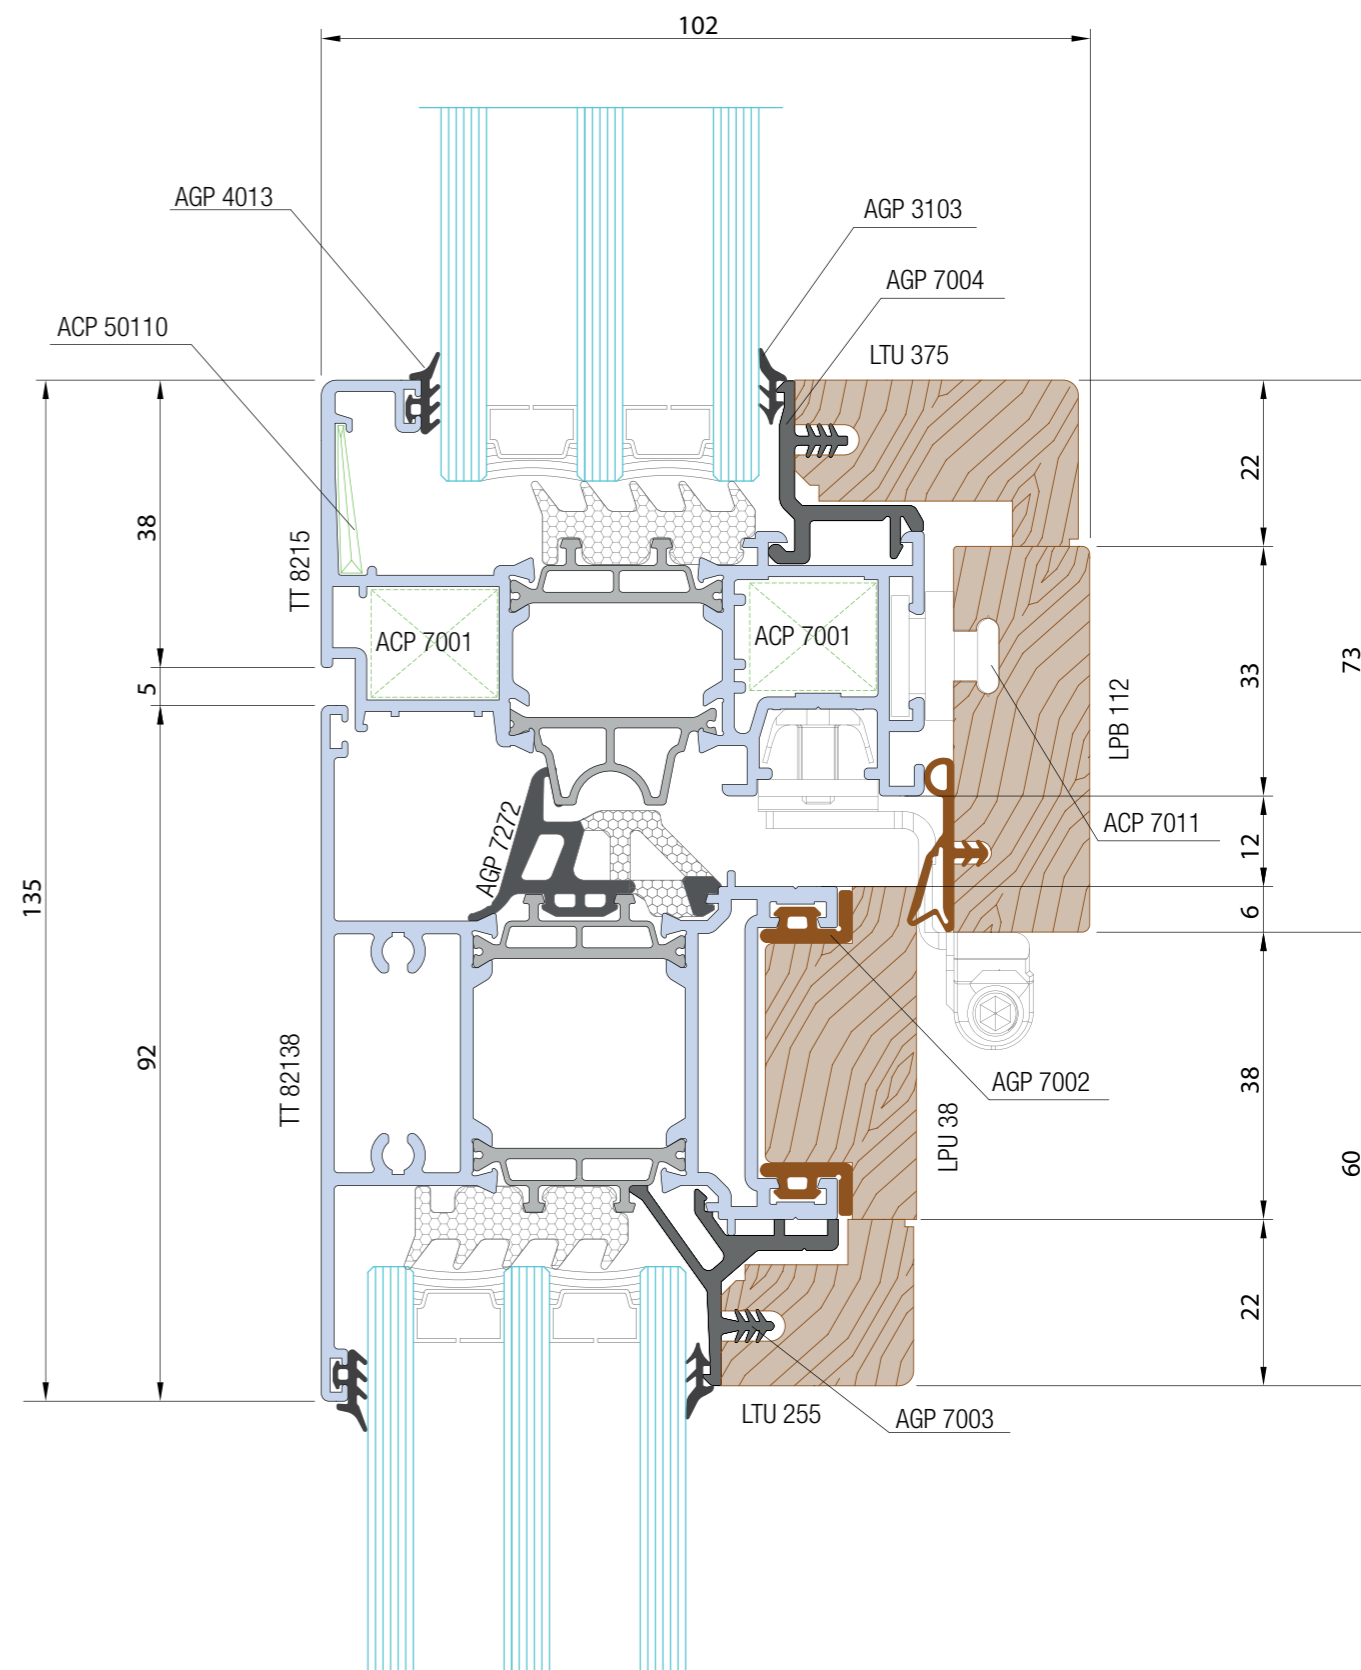 102
AGP 4013
AGP 3103
AGP 7004
ACP 50110
LTU 375
38
22
TT 8215
ACP 7001
ACP 7001
33
73
5
LPB 112
135
AGP 7272
12
ACP 7011
6
92
TT 82138
38
AGP 7002
LPU 38
60
22
LTU 255
AGP 7003